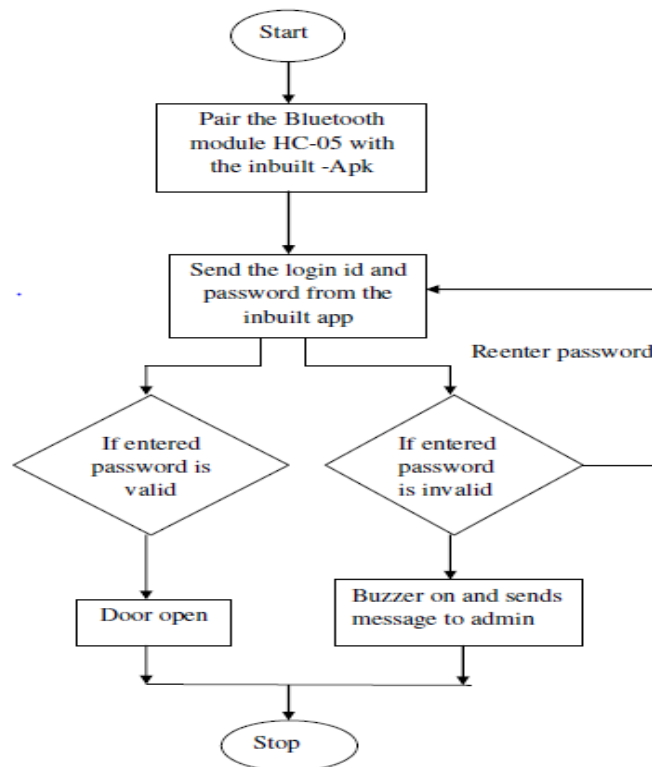 Start
Pair the Bluetooth
module HC-05 with
the inbuilt -Apk
Send the login id and
password from the
inbuilt app
Reenter password
If entered
password is
valid
If entered
password
is invalid
Door open
Buzzer on and sends
message to admin
Stop